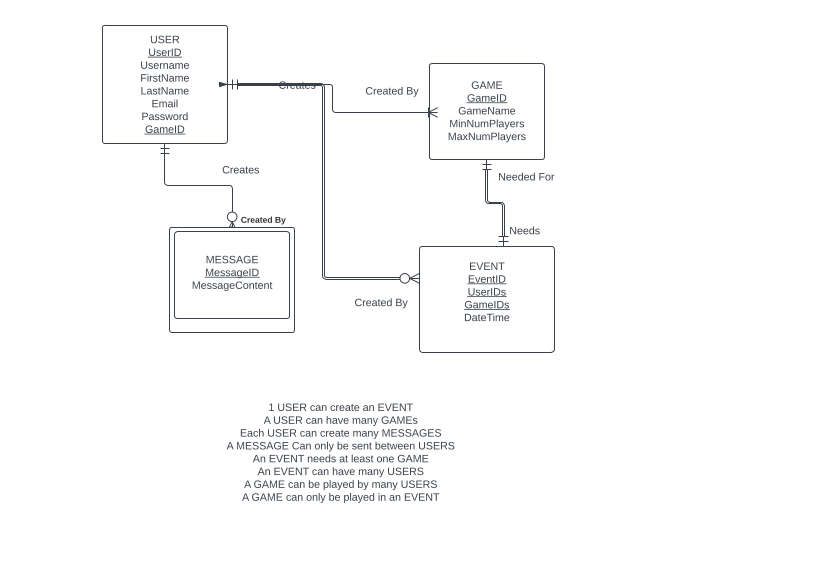 USER
UserID
Username
FirstName
LastName
Email
Password
GameID
Creates
Created By
GAME
GameID
GameName
MinNumPlayers
MaxNumPlayers
Creates
Needed For
Created By
Needs
MESSAGE
MessageID
MessageContent
EVENT
EventID
UserIDs
GameIDs
DateTime
Created By
1 USER can create an EVENT
A USER can have many GAMEs
Each USER can create many MESSAGES
A MESSAGE Can only be sent between USERS
An EVENT needs at least one GAME
An EVENT can have many USERS
A GAME can be played by many USERS
A GAME can only be played in an EVENT